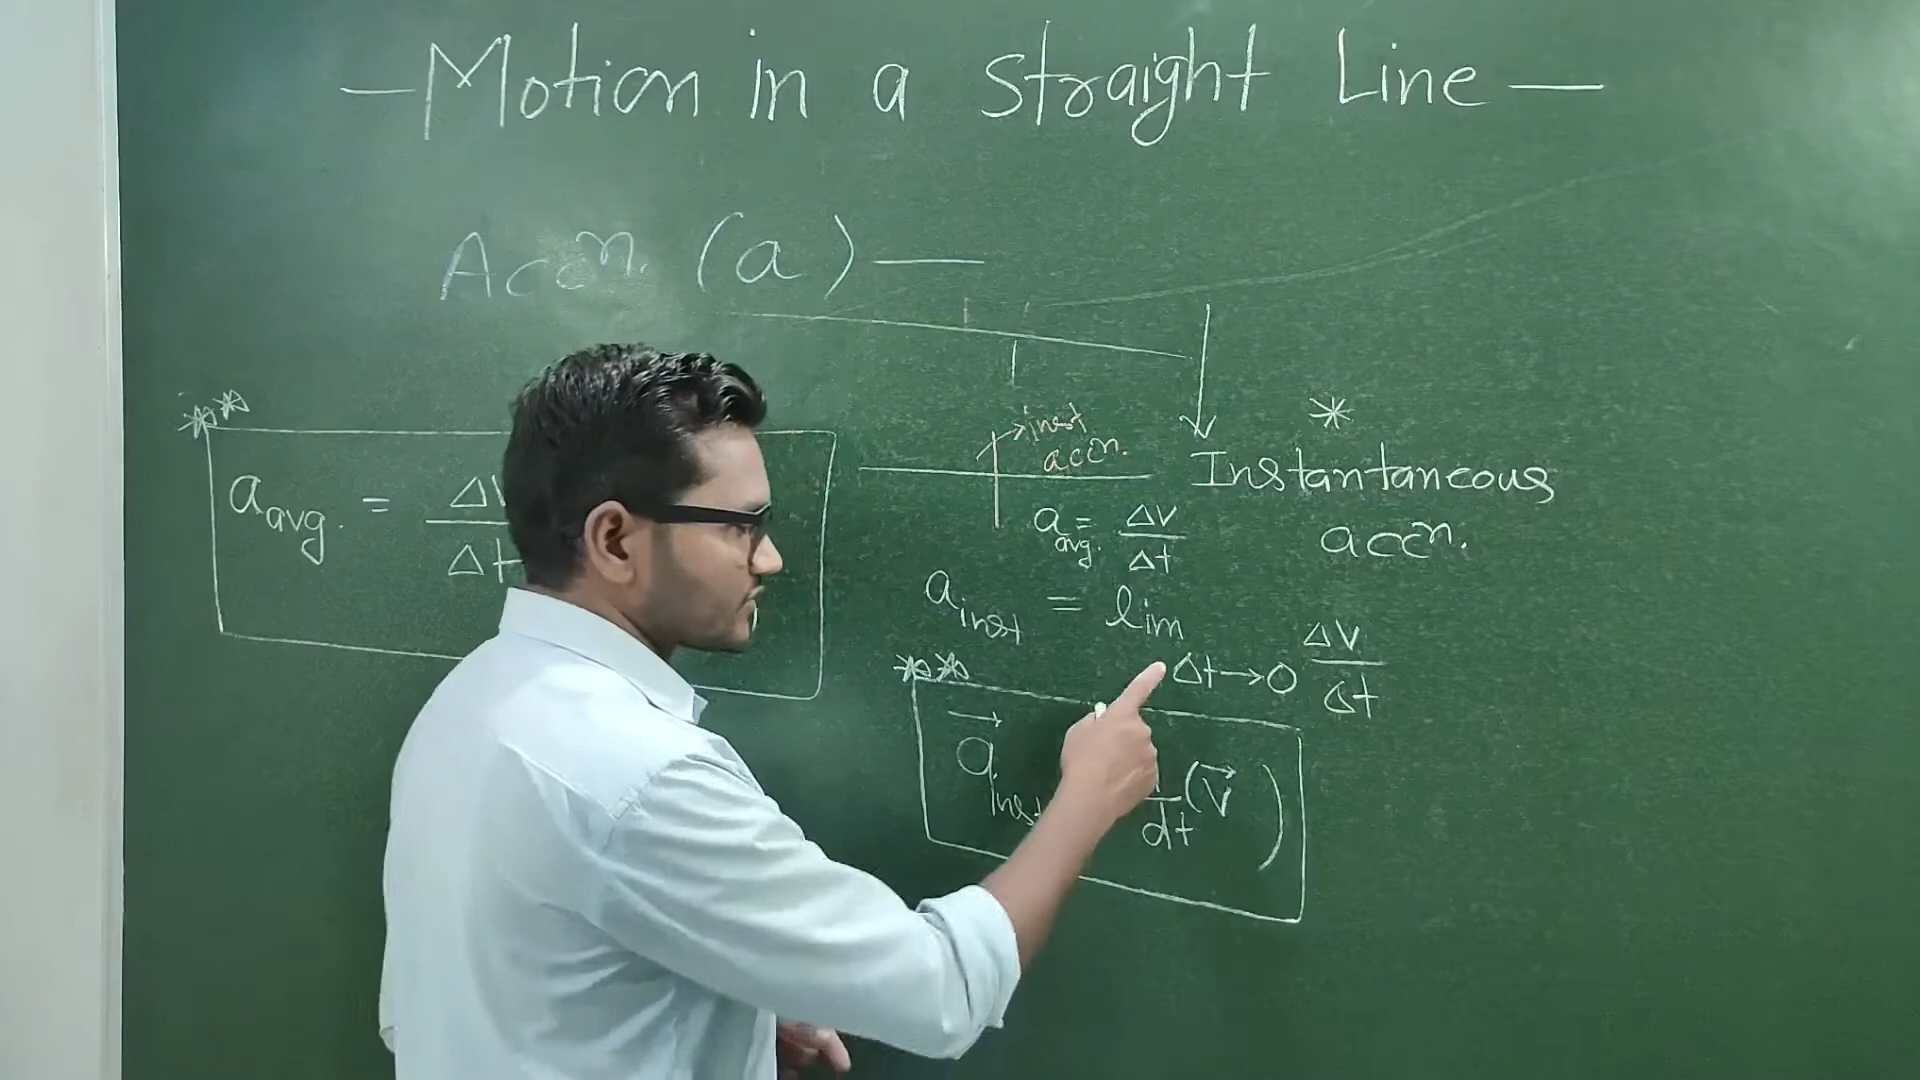 — Motion in a Straight Line —
Accn. (a) —
**
a avg. = ΔV
Δt
inst
accn.
*
Instantaneous
accn.
a avg. = ΔV
Δt
a inst = lim Δt→0 ΔV
Δt
**
a inst
dt (V)